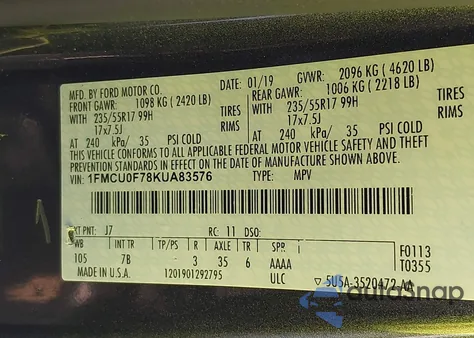 MFD. BY FORD MOTOR CO.
DATE: 01/19 GVWR: 2096 KG (4620 LB)
FRONT GAWR: 1098 KG (2420 LB) REAR GAWR: 1006 KG (2218 LB)
WITH 235/55R17 99H TIRES WITH 235/55R17 99H TIRES
17x7.5J RIMS 17x7.5J RIMS
AT 240 kPa/ 35 PSI COLD AT 240 kPa/ 35 PSI COLD
THIS VEHICLE CONFORMS TO ALL APPLICABLE FEDERAL MOTOR VEHICLE SAFETY AND THEFT
PREVENTION STANDARDS IN EFFECT ON THE DATE OF MANUFACTURE SHOWN ABOVE.
VIN: 1FMCU0F78KUA83576 TYPE: MPV
EXT PNT: J7 RC: 11 DSO:
WB INT TR TP/PS R AXLE TR SPR F0113
105 7B 3 35 6 AAAA T0355
MADE IN U.S.A. 1201901292795 ULC 5U5A-3520472-AA
autosnap